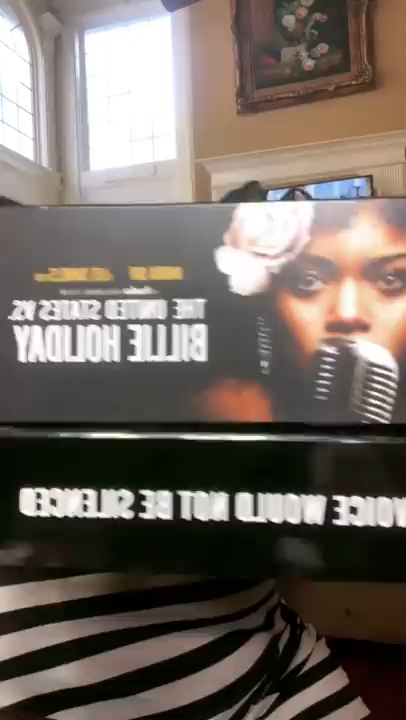 THE UNITED STATES VS.
BILLIE HOLIDAY
VOICE WOULD NOT BE SILENCED